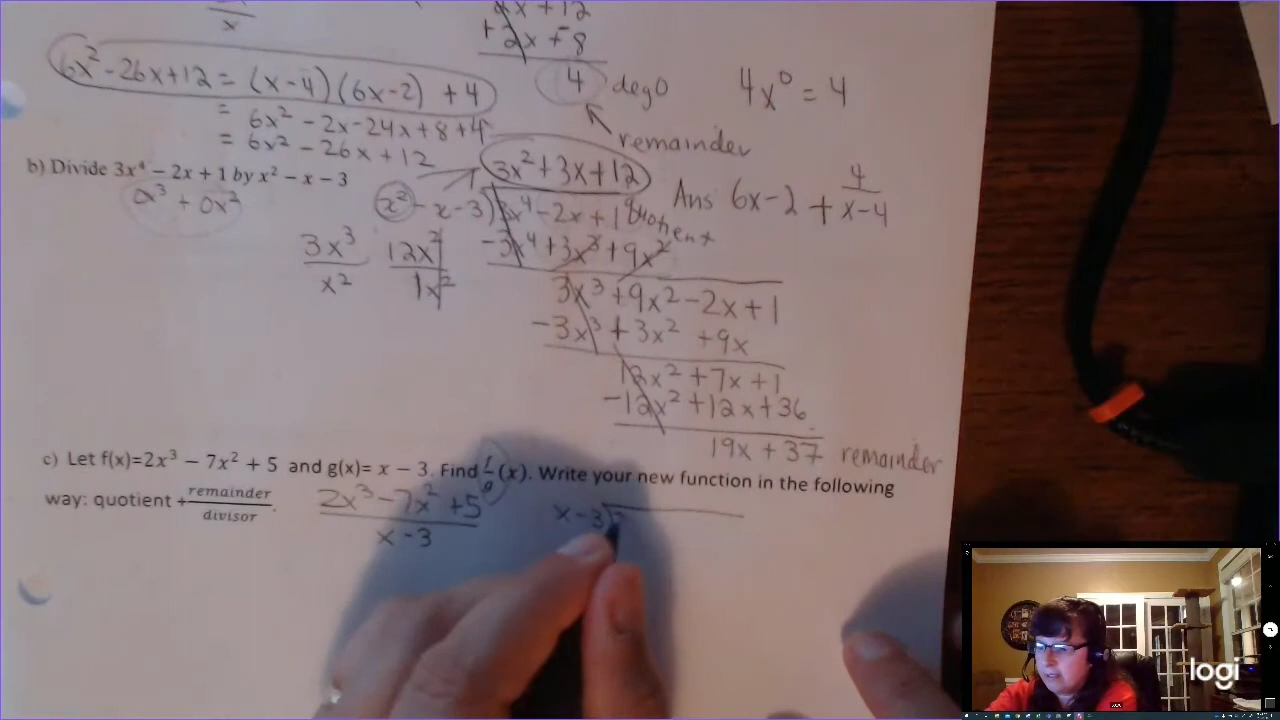 x
4x +12
+ 2x + 8
6x² - 26x + 12 = (x-4)(6x-2) + 4
4 deg 0
4x⁰ = 4
= 6x² - 2x - 24x + 8 + 4
remainder
= 6x² - 26x + 12
b) Divide 3x⁴ − 2x + 1 by x² − x − 3
3x² + 3x + 12
Ans 6x-2 + 4/(x-4)
ox³ + 0x²
x² - x - 3)3x⁴ - 2x + 1
Quotient
3x³/x² 12x²/1x²
-3x⁴ + 3x³ + 9x²
3x³ + 9x² - 2x + 1
-3x³ + 3x² + 9x
12x² + 7x + 1
-12x² + 12x + 36
19x + 37 remainder
c) Let f(x)=2x³ − 7x² + 5 and g(x)= x − 3. Find f/g (x). Write your new function in the following
way: quotient + remainder/divisor.
2x³ - 7x² + 5
x - 3
x - 3)
logi